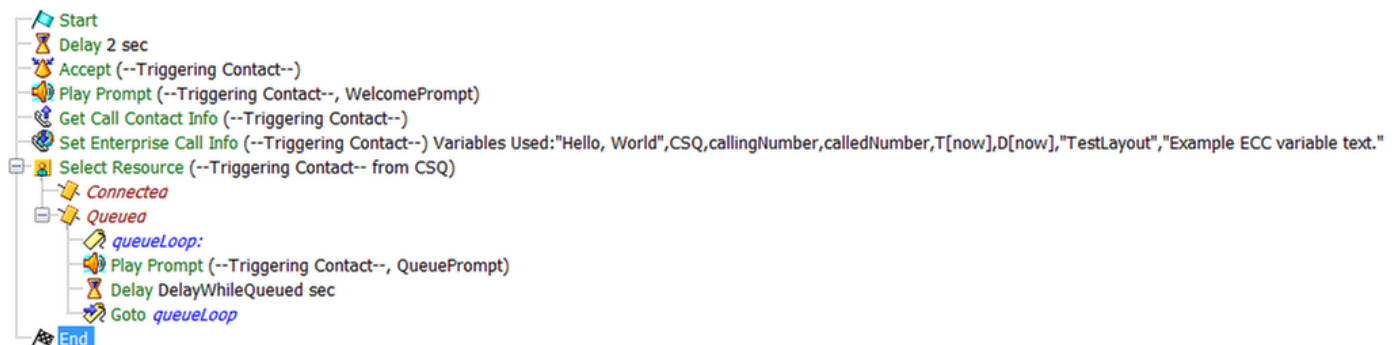 Start
Delay 2 sec
Accept (--Triggering Contact--)
Play Prompt (--Triggering Contact--, WelcomePrompt)
Get Call Contact Info (--Triggering Contact--)
Set Enterprise Call Info (--Triggering Contact--) Variables Used:"Hello, World",CSQ,callingNumber,calledNumber,T[now],D[now],"TestLayout","Example ECC variable text."
Select Resource (--Triggering Contact-- from CSQ)
Connected
Queued
queueLoop:
Play Prompt (--Triggering Contact--, QueuePrompt)
Delay DelayWhileQueued sec
Goto queueLoop
End